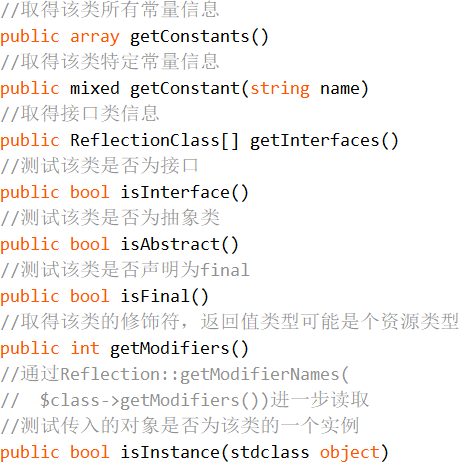 //取得该类所有常量信息
public array getConstants()
//取得该类特定常量信息
public mixed getConstant(string name)
//取得接口类信息
public ReflectionClass[] getInterfaces()
//测试该类是否为接口
public bool isInterface()
//测试该类是否为抽象类
public bool isAbstract()
//测试该类是否声明为final
public bool isFinal()
//取得该类的修饰符，返回值类型可能是个资源类型
public int getModifiers()
//通过Reflection::getModifierNames(
//  $class->getModifiers())进一步读取
//测试传入的对象是否为该类的一个实例
public bool isInstance(stdclass object)